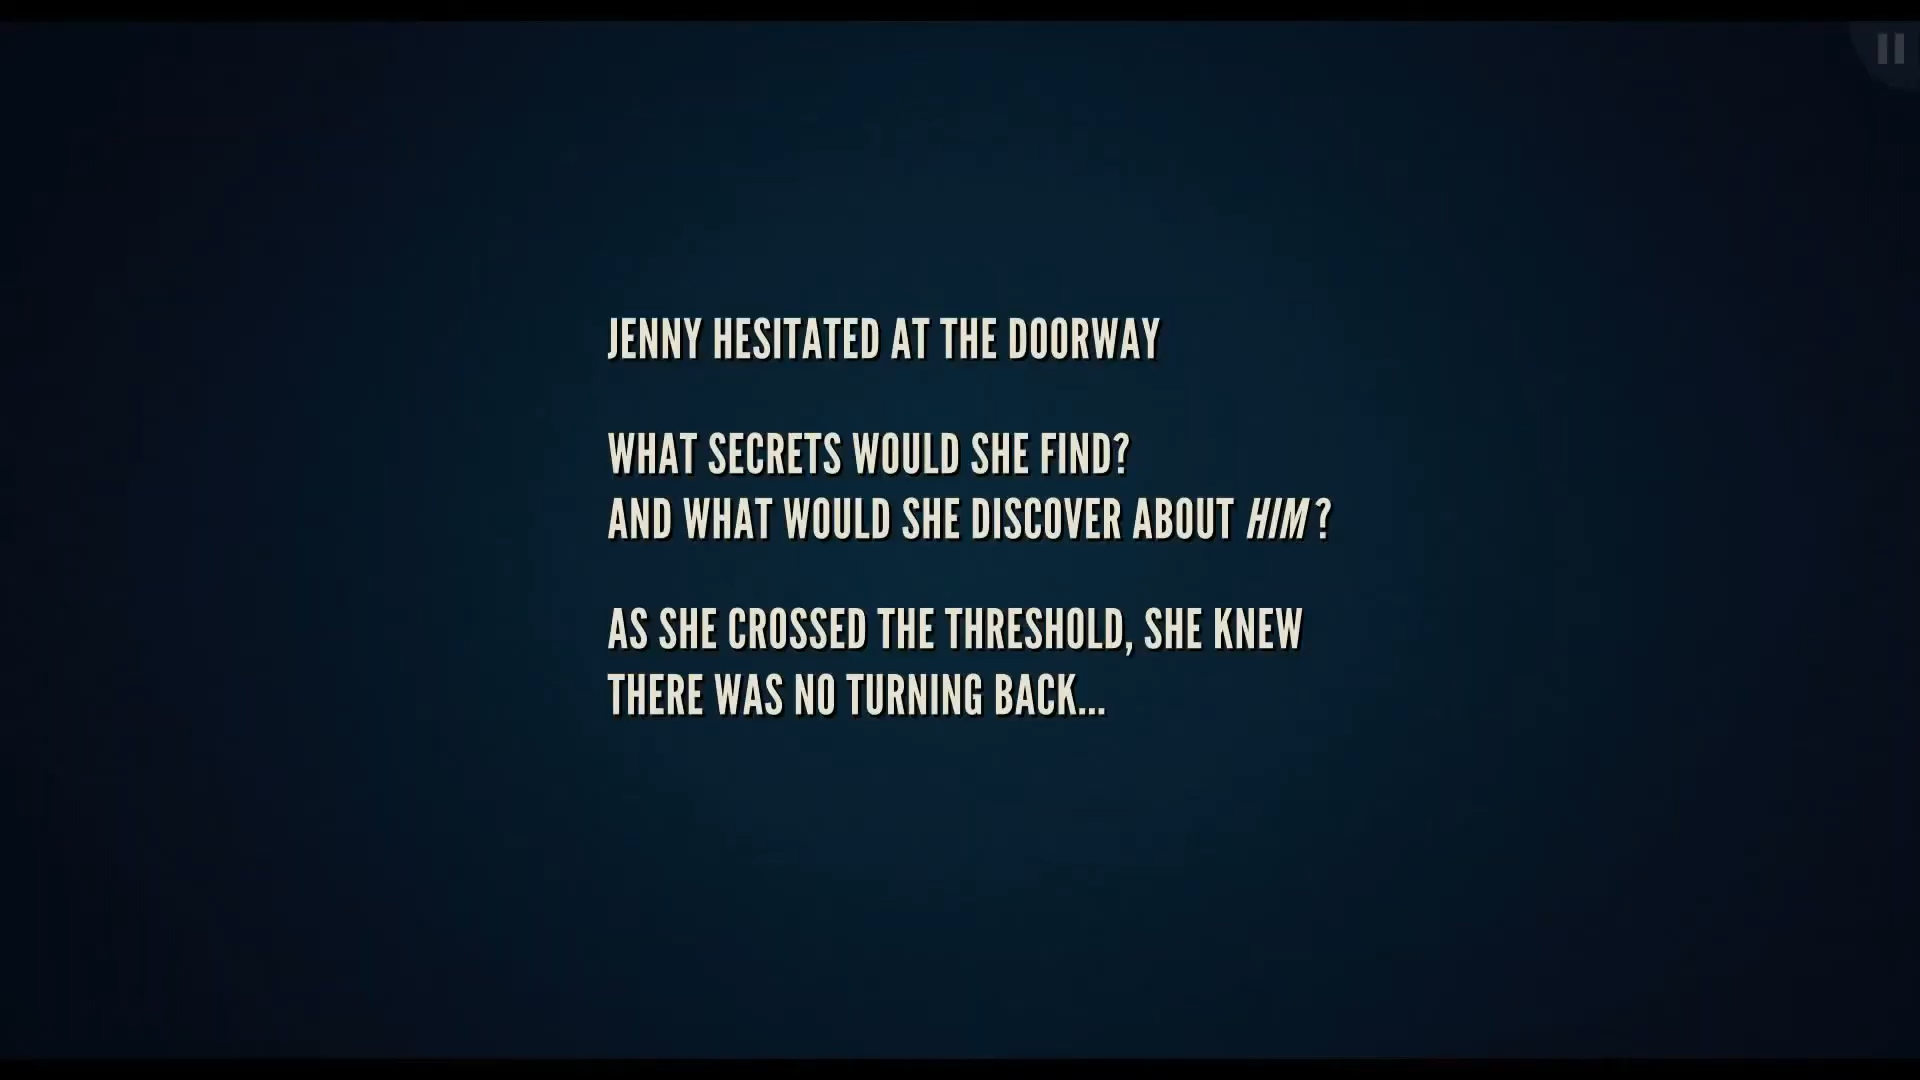 JENNY HESITATED AT THE DOORWAY
WHAT SECRETS WOULD SHE FIND?
AND WHAT WOULD SHE DISCOVER ABOUT HIM?
AS SHE CROSSED THE THRESHOLD, SHE KNEW
THERE WAS NO TURNING BACK...